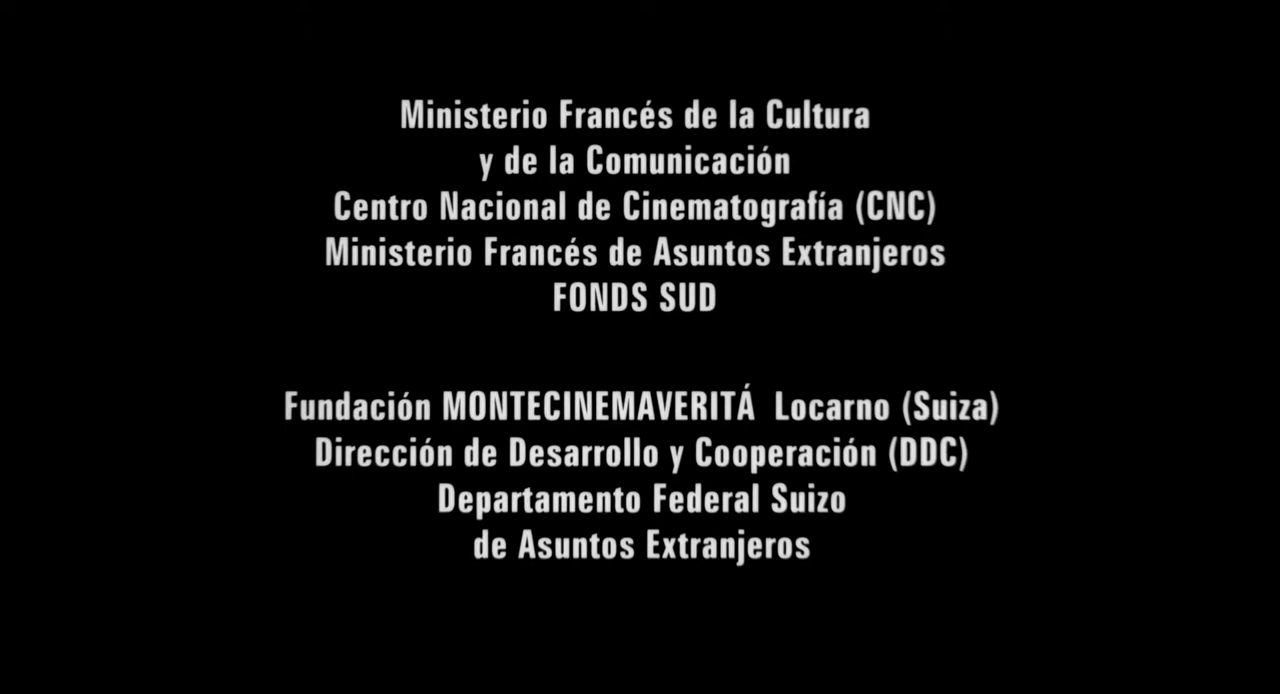 Ministerio Francés de la Cultura
y de la Comunicación
Centro Nacional de Cinematografía (CNC)
Ministerio Francés de Asuntos Extranjeros
FONDS SUD
Fundación MONTECINEMAVERITÁ Locarno (Suiza)
Dirección de Desarrollo y Cooperación (DDC)
Departamento Federal Suizo
de Asuntos Extranjeros